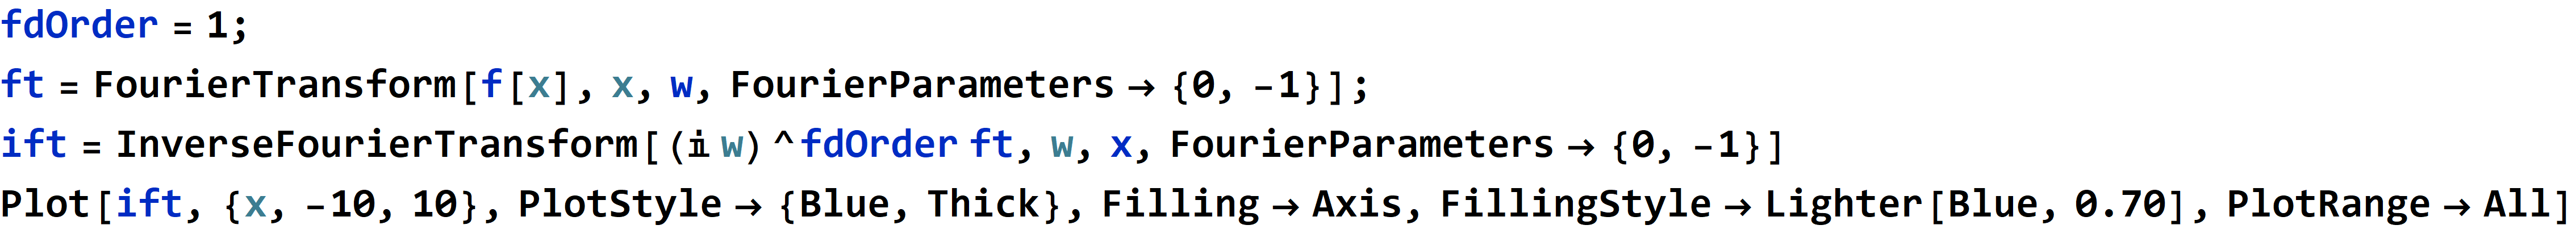 fdOrder = 1;
ft = FourierTransform[f[x], x, w, FourierParameters → {0, -1}];
ift = InverseFourierTransform[(ⅈ w)^fdOrder ft, w, x, FourierParameters → {0, -1}]
Plot[ift, {x, -10, 10}, PlotStyle → {Blue, Thick}, Filling → Axis, FillingStyle → Lighter[Blue, 0.70], PlotRange → All]